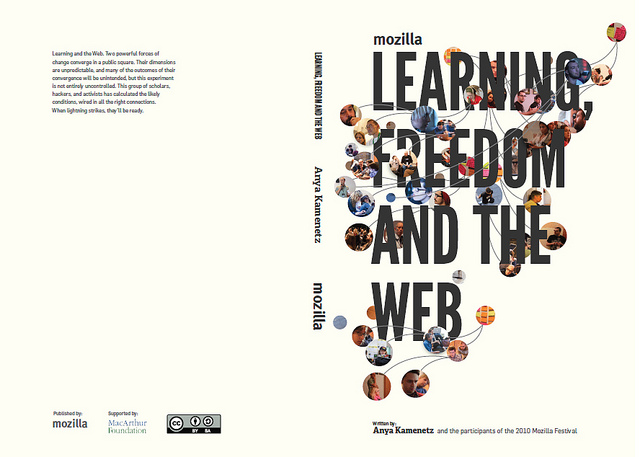 Learning and the Web. Two powerful forces of
change converge in a public square. Their dimensions
are unpredictable, and many of the outcomes of their
convergence will be unintended, but this experiment
is not entirely uncontrolled. This group of scholars,
hackers, and activists has calculated the likely
conditions, wired in all the right connections.
When lightning strikes, they'll be ready.
Published by:
mozilla
Supported by:
MacArthur
Foundation
cc
BY SA
LEARNING, FREEDOM AND THE WEB
Anya Kamenetz
mozilla
mozilla
LEARNING,
FREEDOM
AND THE
WEB
Written by:
Anya Kamenetz and the participants of the 2010 Mozilla Festival